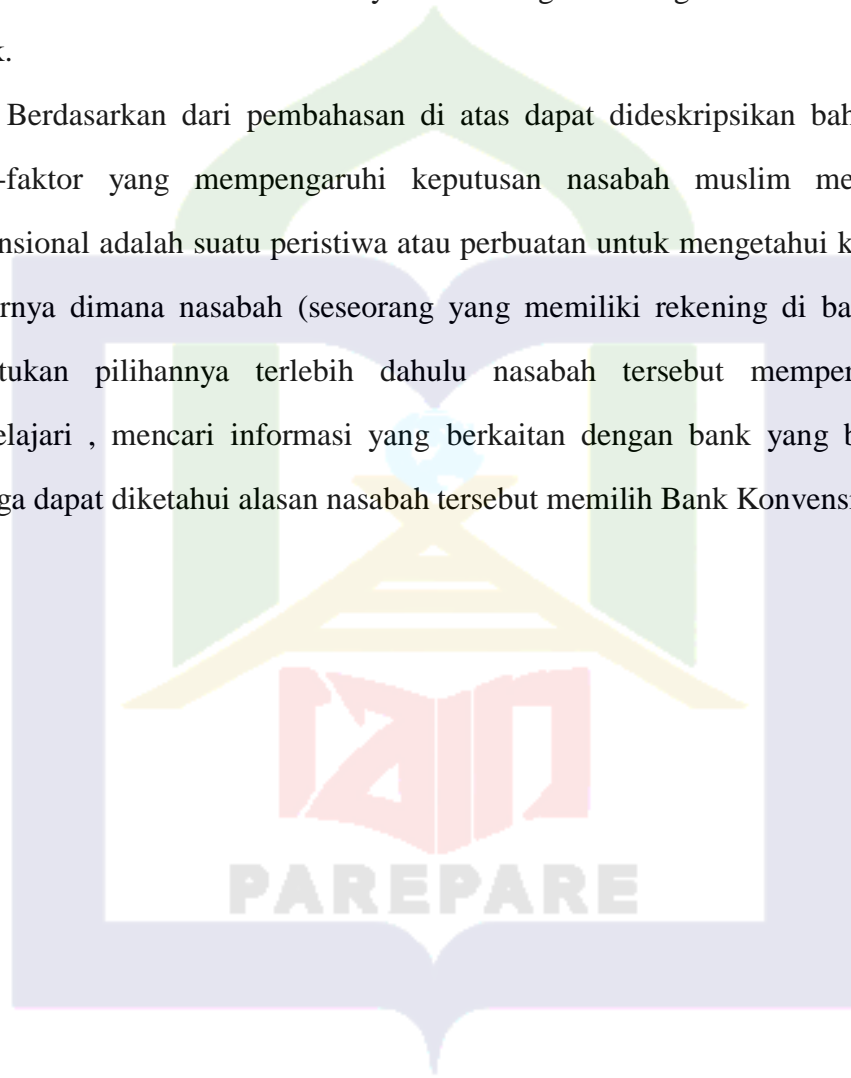 k.
Berdasarkan dari pembahasan di atas dapat dideskripsikan bah
-faktor yang mempengaruhi keputusan nasabah muslim me
nsional adalah suatu peristiwa atau perbuatan untuk mengetahui k
rnya dimana nasabah (seseorang yang memiliki rekening di ba
tukan pilihannya terlebih dahulu nasabah tersebut memper
elajari , mencari informasi yang berkaitan dengan bank yang b
ga dapat diketahui alasan nasabah tersebut memilih Bank Konvens
iain
PAREPARE